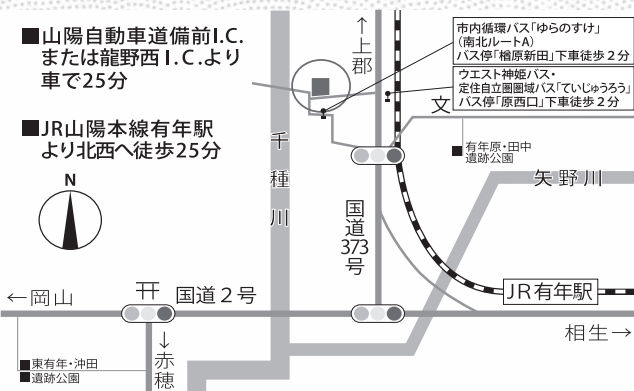 ■山陽自動車道備前I.C.
または龍野西I.C.より
車で25分
■JR山陽本線有年駅
より北西へ徒歩25分
N
↑
上郡
市内循環バス「ゆらのすけ」
(南北ルートA)
バス停「楢原新田」下車徒歩2分
ウエスト神姫バス・
定住自立圏圏域バス「ていじゅうろう」
バス停「原西口」下車徒歩2分
文
■有年原・田中
遺跡公園
千種川
矢野川
国道373号
JR有年駅
←岡山
国道2号
相生→
↓
赤穂
■東有年・沖田
■遺跡公園